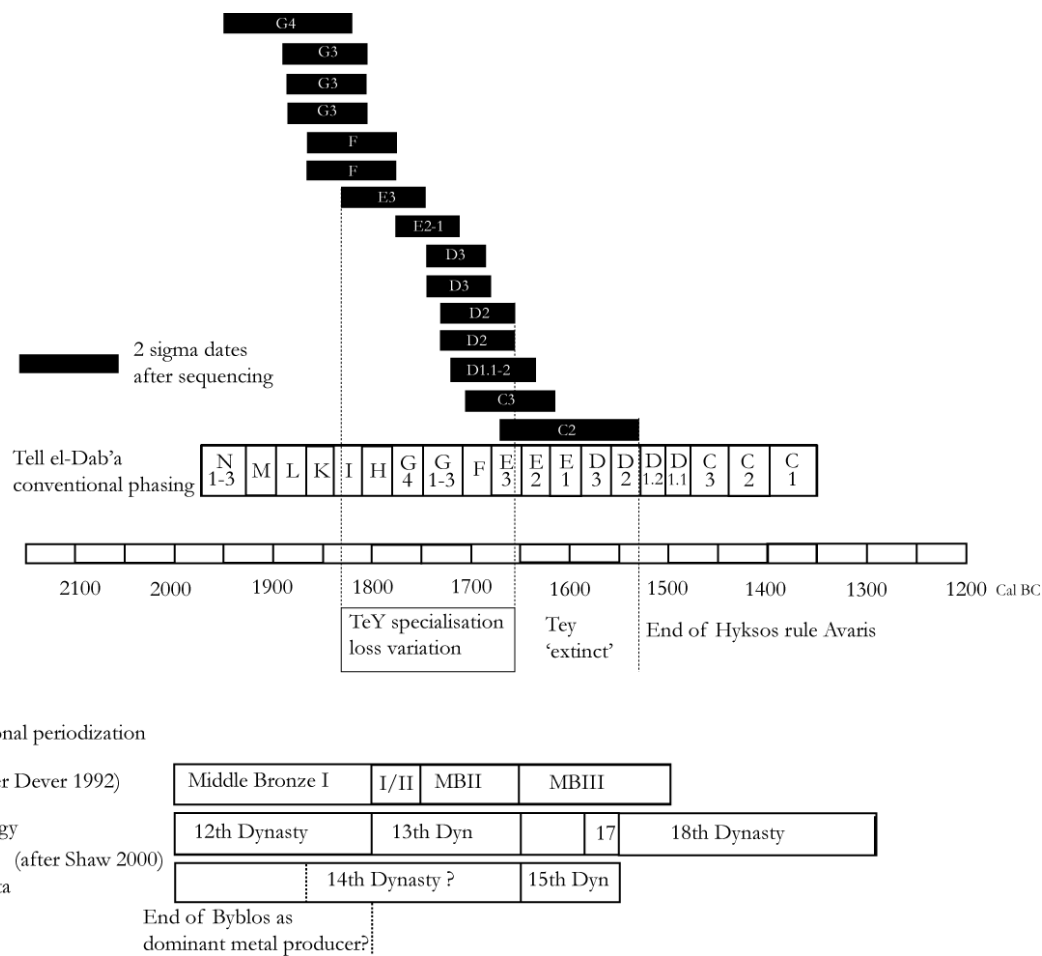 G4
G3
G3
G3
F
F
E3
E2-1
D3
D3
D2
D2
D1.1-2
C3
C2
2 sigma dates
after sequencing
Tell el-Dab'a
conventional phasing
N 1-3 M L K I H G 4 G 1-3 F E 3 E 2 E 1 D 3 D 2 D 1.2 D 1.1 C 3 C 2 C 1
2100 2000 1900 1800 1700 1600 1500 1400 1300 1200 Cal BC
TeY specialisation
loss variation
Tey
‘extinct’
End of Hyksos rule Avaris
onal periodization
er Dever 1992) Middle Bronze I I/II MBII MBIII
gy 12th Dynasty 13th Dyn 17 18th Dynasty
(after Shaw 2000)
ta 14th Dynasty ? 15th Dyn
End of Byblos as
dominant metal producer?